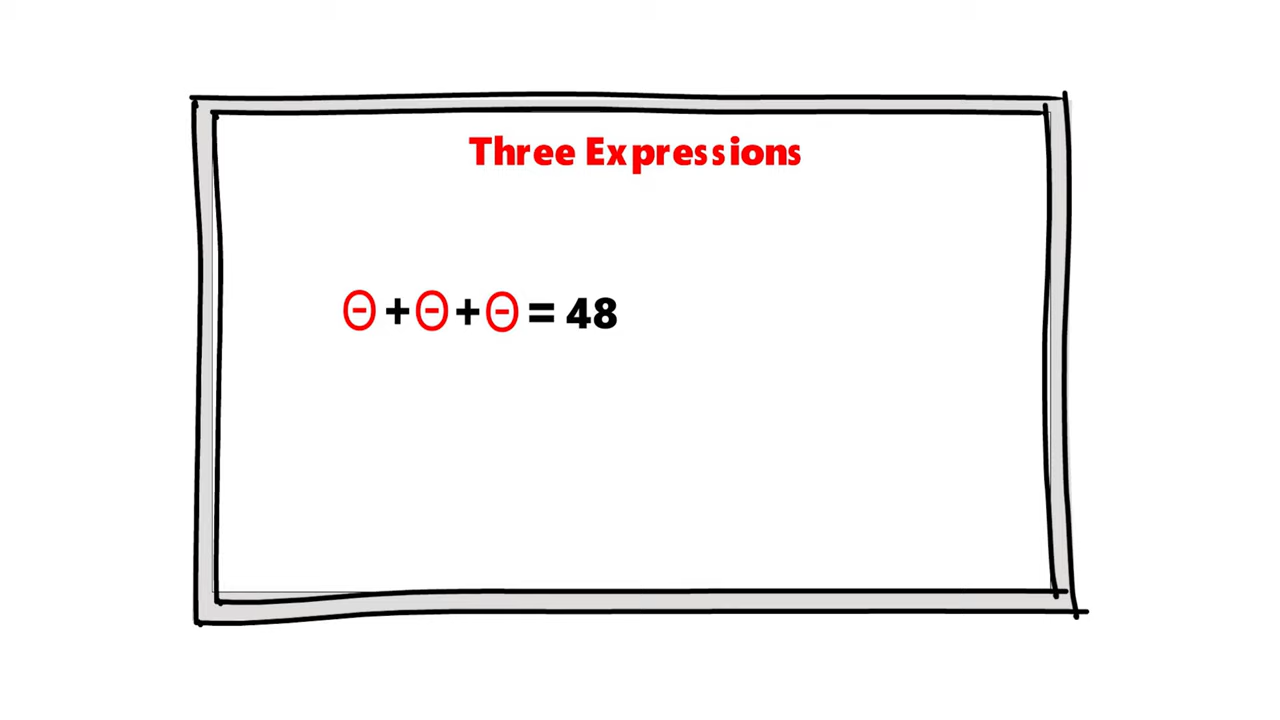 Three Expressions
Θ + Θ + Θ = 48